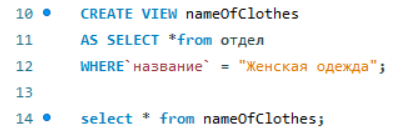 10 CREATE VIEW nameOfClothes
11 AS SELECT *from отдел
12 WHERE`название` = "Женская одежда";
13
14 select * from nameOfClothes;